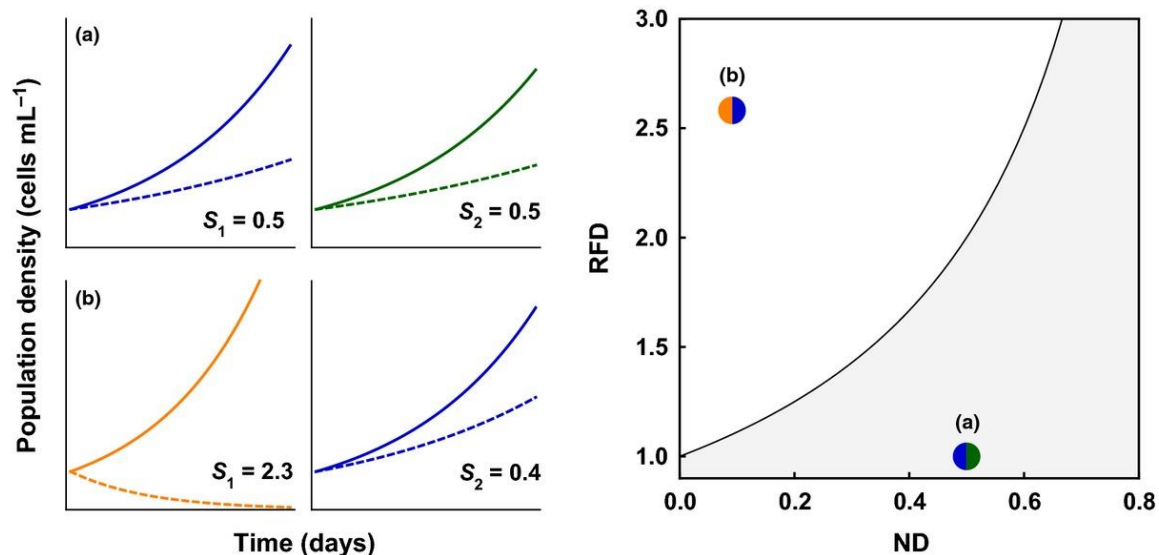 Population density (cells mL⁻¹)
(a)
S₁ = 0.5
S₂ = 0.5
(b)
S₁ = 2.3
S₂ = 0.4
Time (days)
RFD
3.0
2.5
2.0
1.5
1.0
(b)
(a)
0.0 0.2 0.4 0.6 0.8
ND